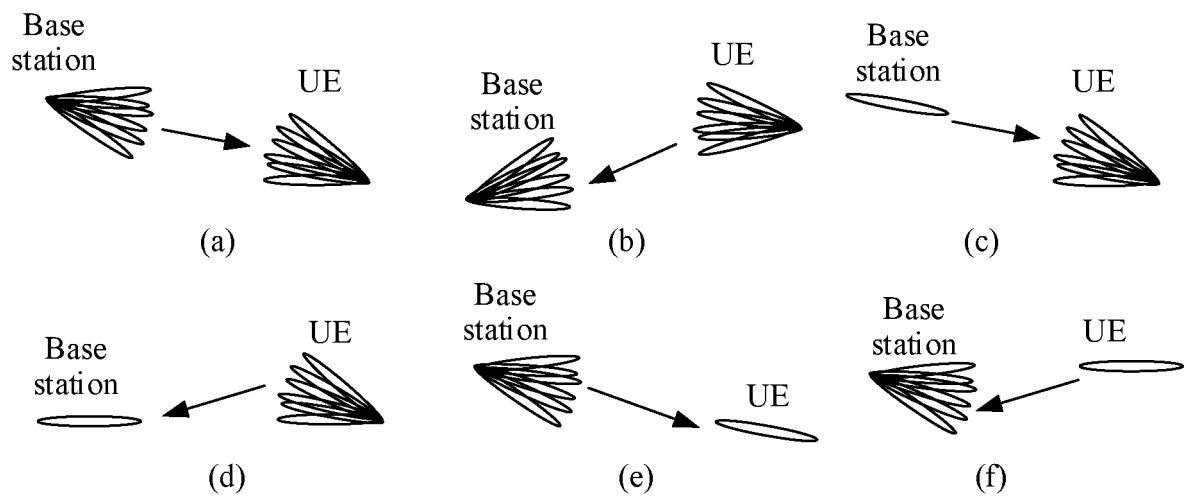 Base
station
UE
(a)
Base
station
UE
(b)
Base
station
UE
(c)
Base
station
UE
(d)
Base
station
UE
(e)
Base
station
UE
(f)